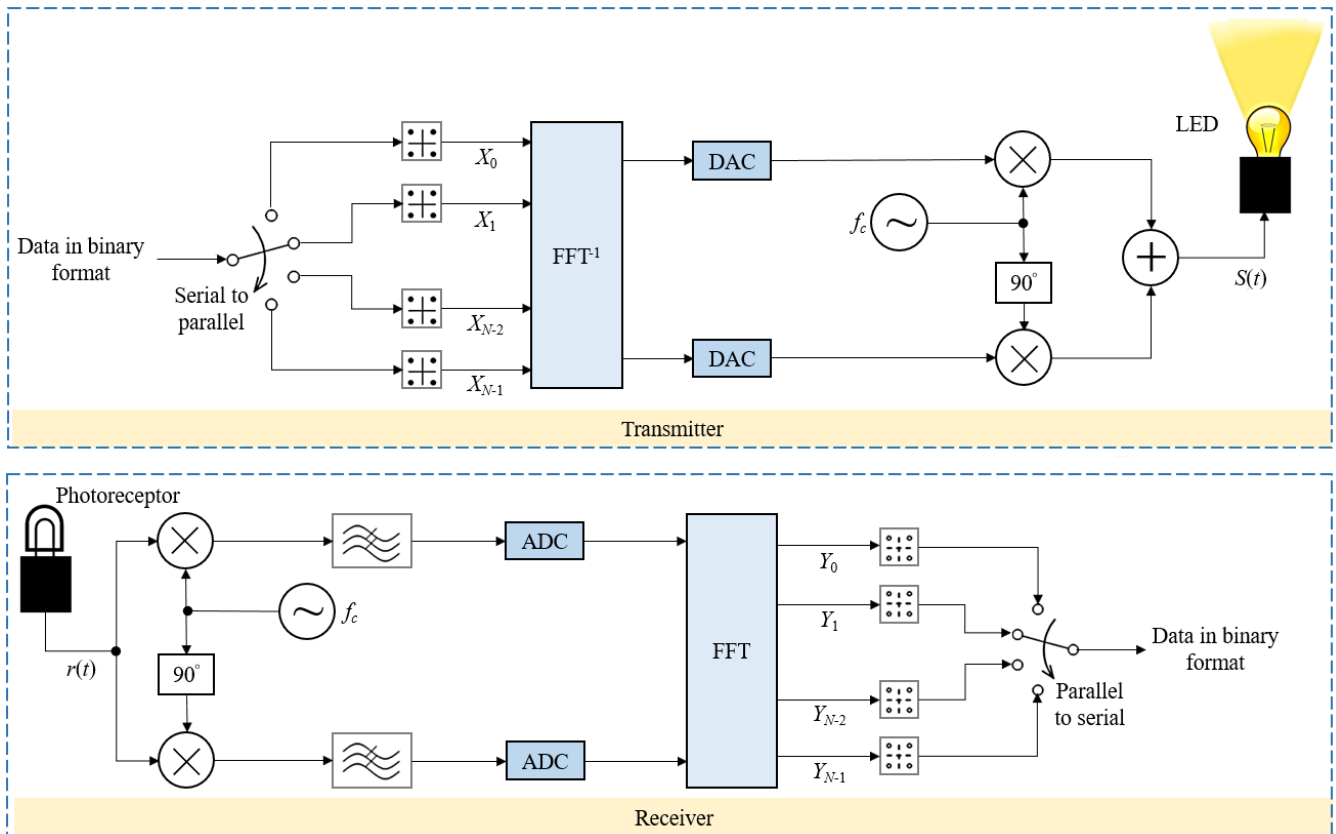 LED
X0
DAC
Data in binary
format
X1
fc
FFT-1
90°
Serial to
parallel
S(t)
XN-2
DAC
XN-1
Transmitter
Photoreceptor
ADC
Y0
fc
Y1
FFT
Data in binary
format
r(t)
90°
Parallel
to serial
YN-2
ADC
YN-1
Receiver